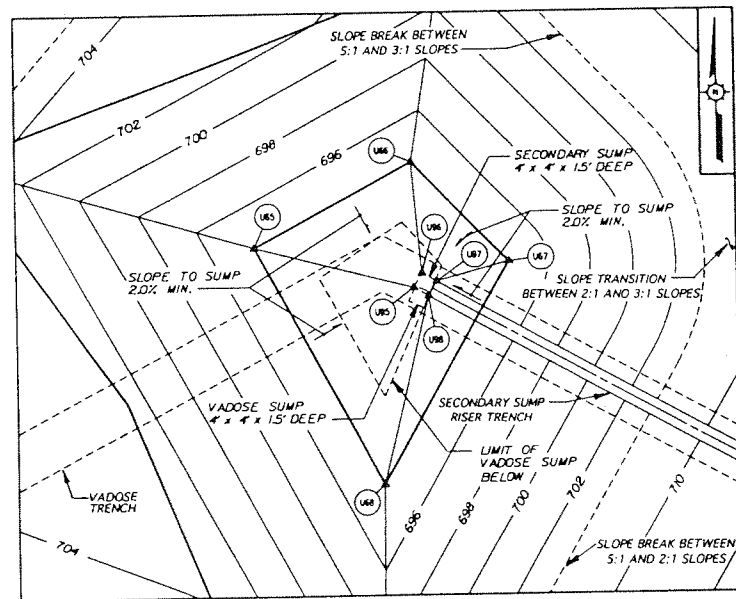 SLOPE BREAK BETWEEN
5:1 AND 3:1 SLOPES
704
702
700
698
696
U66
SECONDARY SUMP
4' x 4' x 1.5' DEEP
N
U65
SLOPE TO SUMP
2.0% MIN.
U96
U97
U67
SLOPE TO SUMP
2.0% MIN.
SLOPE TRANSITION
BETWEEN 2:1 AND 3:1 SLOPES
U95
U98
VADOSE SUMP
4' x 4' x 1.5' DEEP
SECONDARY SUMP
RISER TRENCH
LIMIT OF
VADOSE SUMP
BELOW
VADOSE
TRENCH
U68
696
698
700
702
710
704
SLOPE BREAK BETWEEN
5:1 AND 2:1 SLOPES